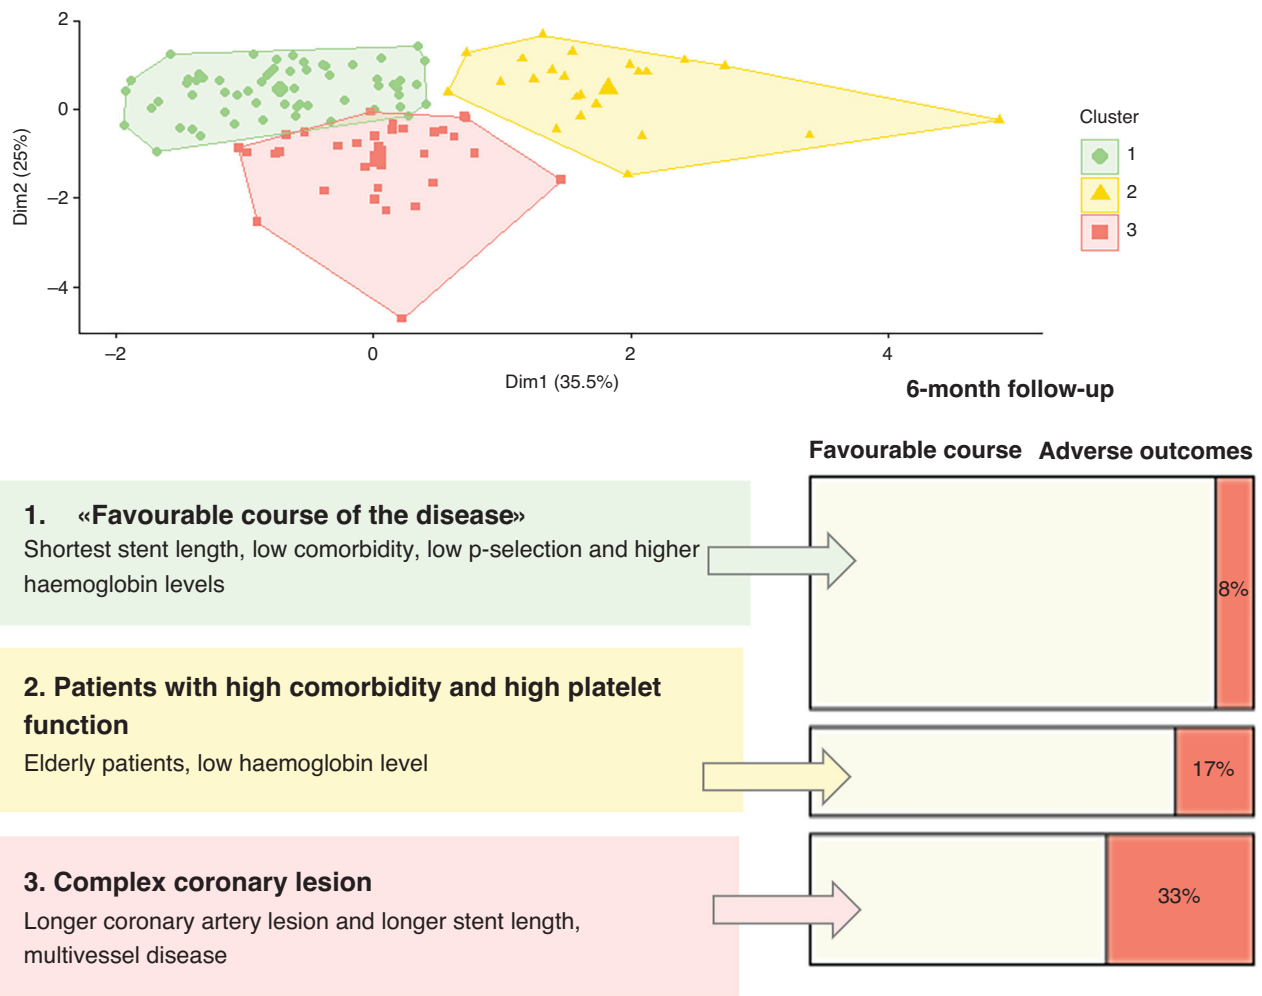 2
0
−2
−4
Dim2 (25%)
−2
0
2
4
Dim1 (35.5%)
Cluster
1
2
3
6-month follow-up
Favourable course Adverse outcomes
1. «Favourable course of the disease»
Shortest stent length, low comorbidity, low p-selection and higher
haemoglobin levels
8%
2. Patients with high comorbidity and high platelet
function
Elderly patients, low haemoglobin level
17%
3. Complex coronary lesion
Longer coronary artery lesion and longer stent length,
multivessel disease
33%